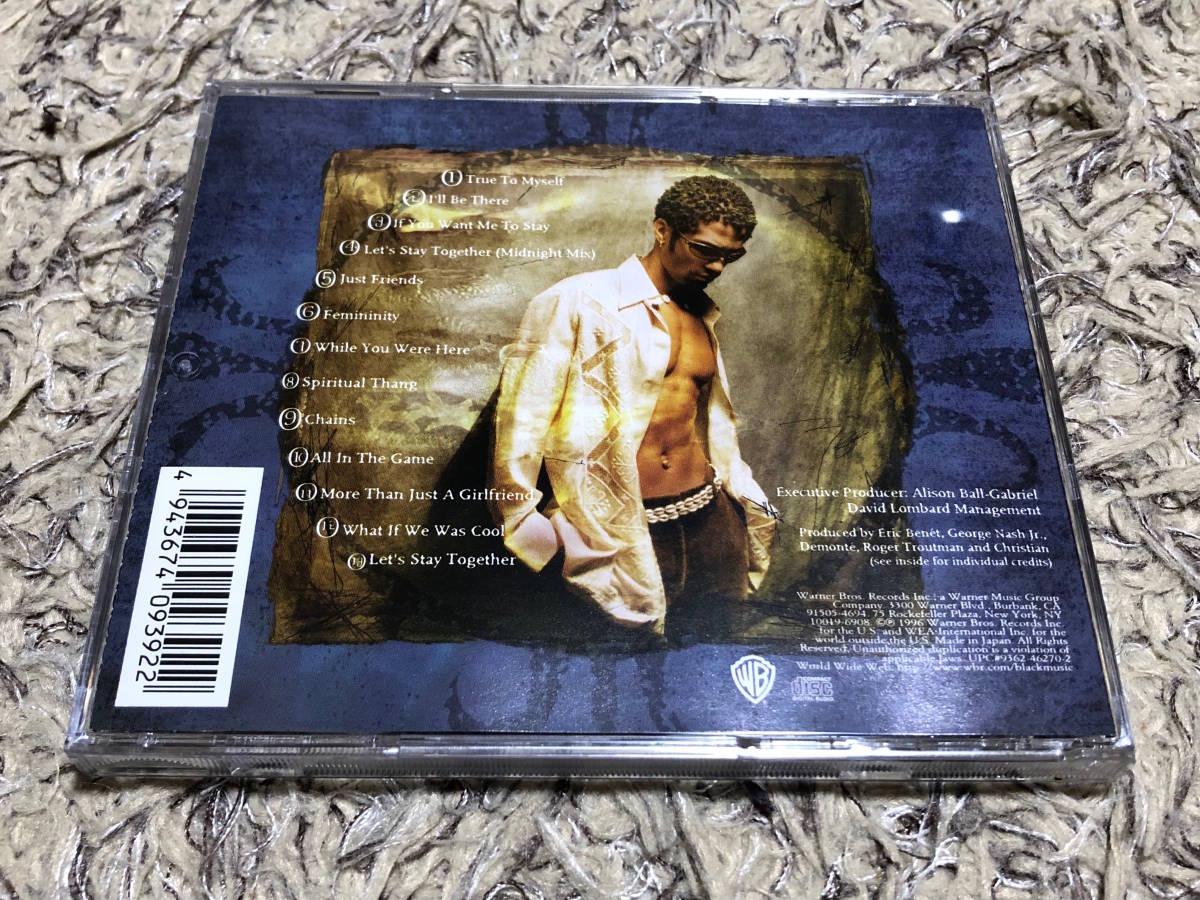 1 True To Myself
2 I'll Be There
3 If You Want Me To Stay
4 Let's Stay Together (Midnight Mix)
5 Just Friends
6 Femininity
7 While You Were Here
8 Spiritual Thang
9 Chains
10 All In The Game
11 More Than Just A Girlfriend
12 What If We Was Cool
13 Let's Stay Together
4 943674 093922
Executive Producer: Alison Ball-Gabriel
David Lombard Management
Produced by Eric Benét, George Nash Jr.,
Demonte, Roger Troutman and Christian
(see inside for individual credits)
Warner Bros. Records Inc., a Warner Music Group
Company. 3300 Warner Blvd., Burbank, CA
91505-4694. 75 Rockefeller Plaza, New York, NY
10049-6908. ©℗ 1996 Warner Bros. Records Inc.
for the U.S. and WEA International Inc. for the
world outside the U.S. Made in Japan. All Rights
Reserved. Unauthorized duplication is a violation of
applicable laws. UPC#9362-46270-2
World Wide Web: http://www.wbr.com/blackmusic
WB
COMPACT
disc
DIGITAL AUDIO